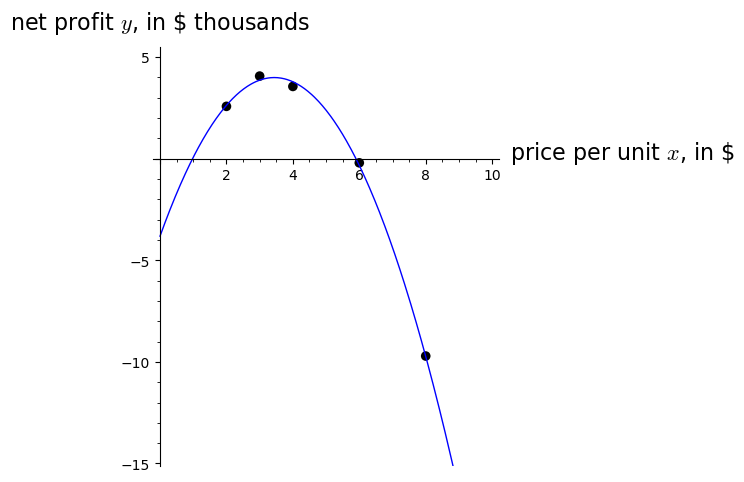 net profit y, in $ thousands
5
price per unit x, in $
2 4 6 8 10
−5
−10
−15